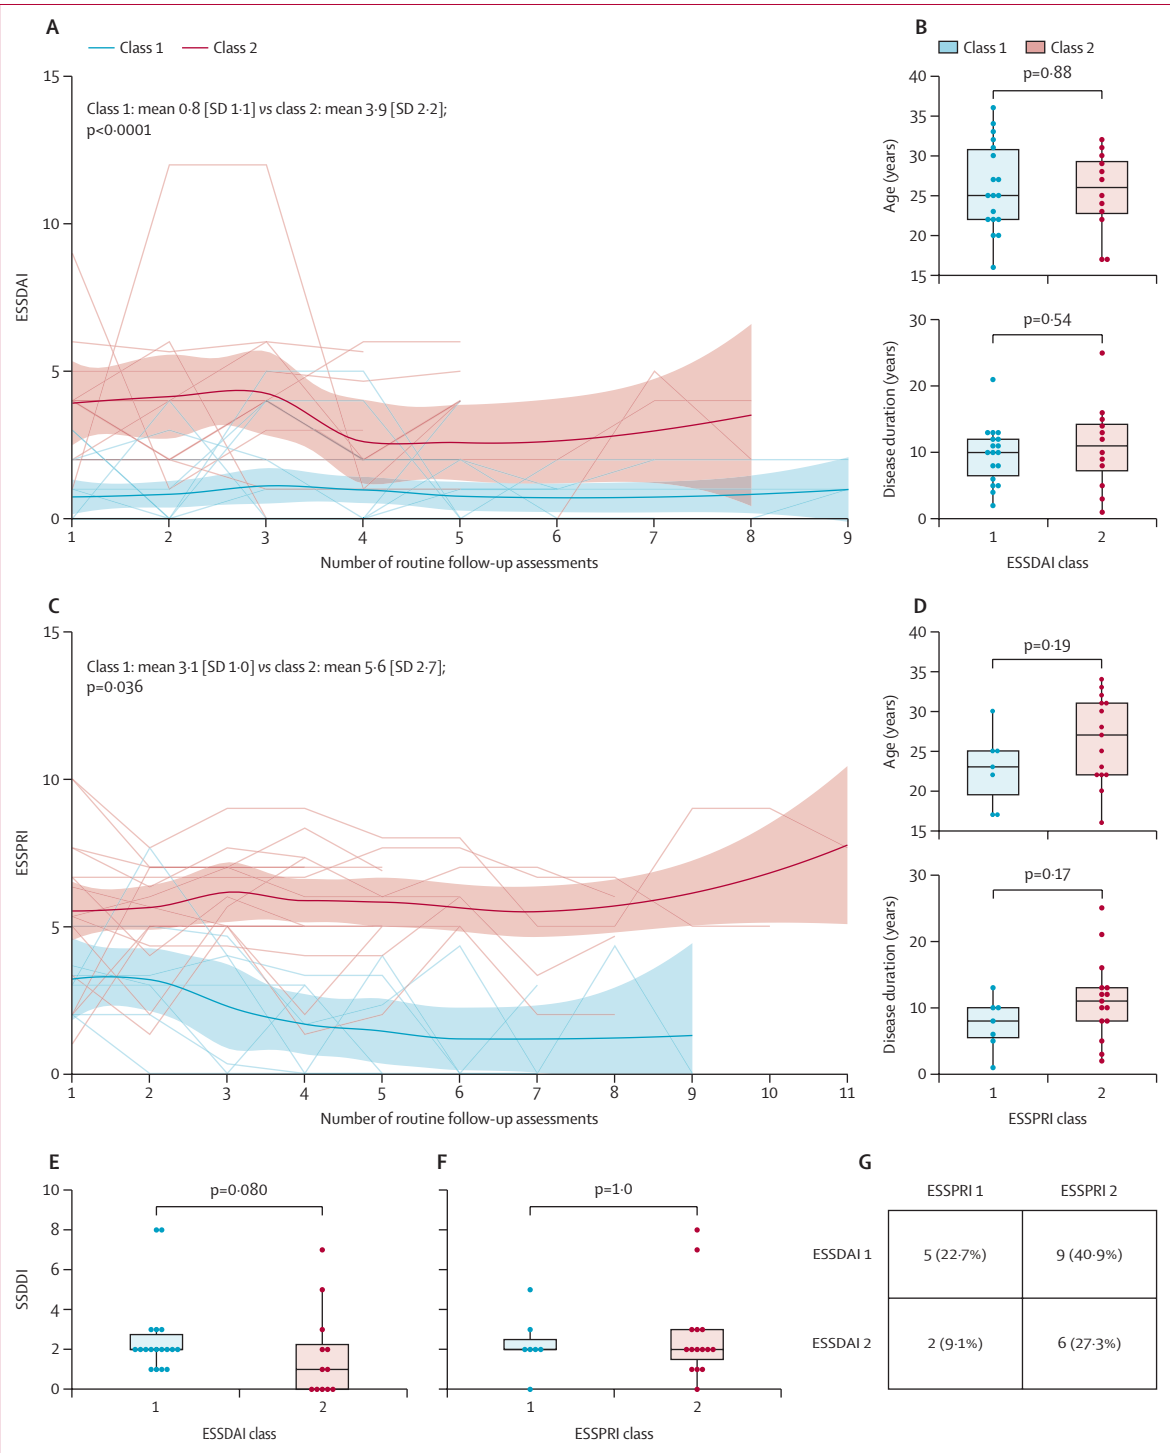 A
Class 1 Class 2
Class 1: mean 0·8 [SD 1·1] vs class 2: mean 3·9 [SD 2·2];
p<0·0001
ESSDAI
15
10
5
0
1 2 3 4 5 6 7 8 9
Number of routine follow-up assessments
B
Class 1 Class 2
p=0·88
Age (years)
40
35
30
25
20
15
p=0·54
Disease duration (years)
30
20
10
0
1 2
ESSDAI class
C
Class 1: mean 3·1 [SD 1·0] vs class 2: mean 5·6 [SD 2·7];
p=0·036
ESSPRI
15
10
5
0
1 2 3 4 5 6 7 8 9 10 11
Number of routine follow-up assessments
D
p=0·19
Age (years)
40
35
30
25
20
15
p=0·17
Disease duration (years)
30
20
10
0
1 2
ESSPRI class
E
p=0·080
SSDDI
10
8
6
4
2
0
1 2
ESSDAI class
F
p=1·0
1 2
ESSPRI class
G
ESSPRI 1 ESSPRI 2
ESSDAI 1 5 (22·7%) 9 (40·9%)
ESSDAI 2 2 (9·1%) 6 (27·3%)